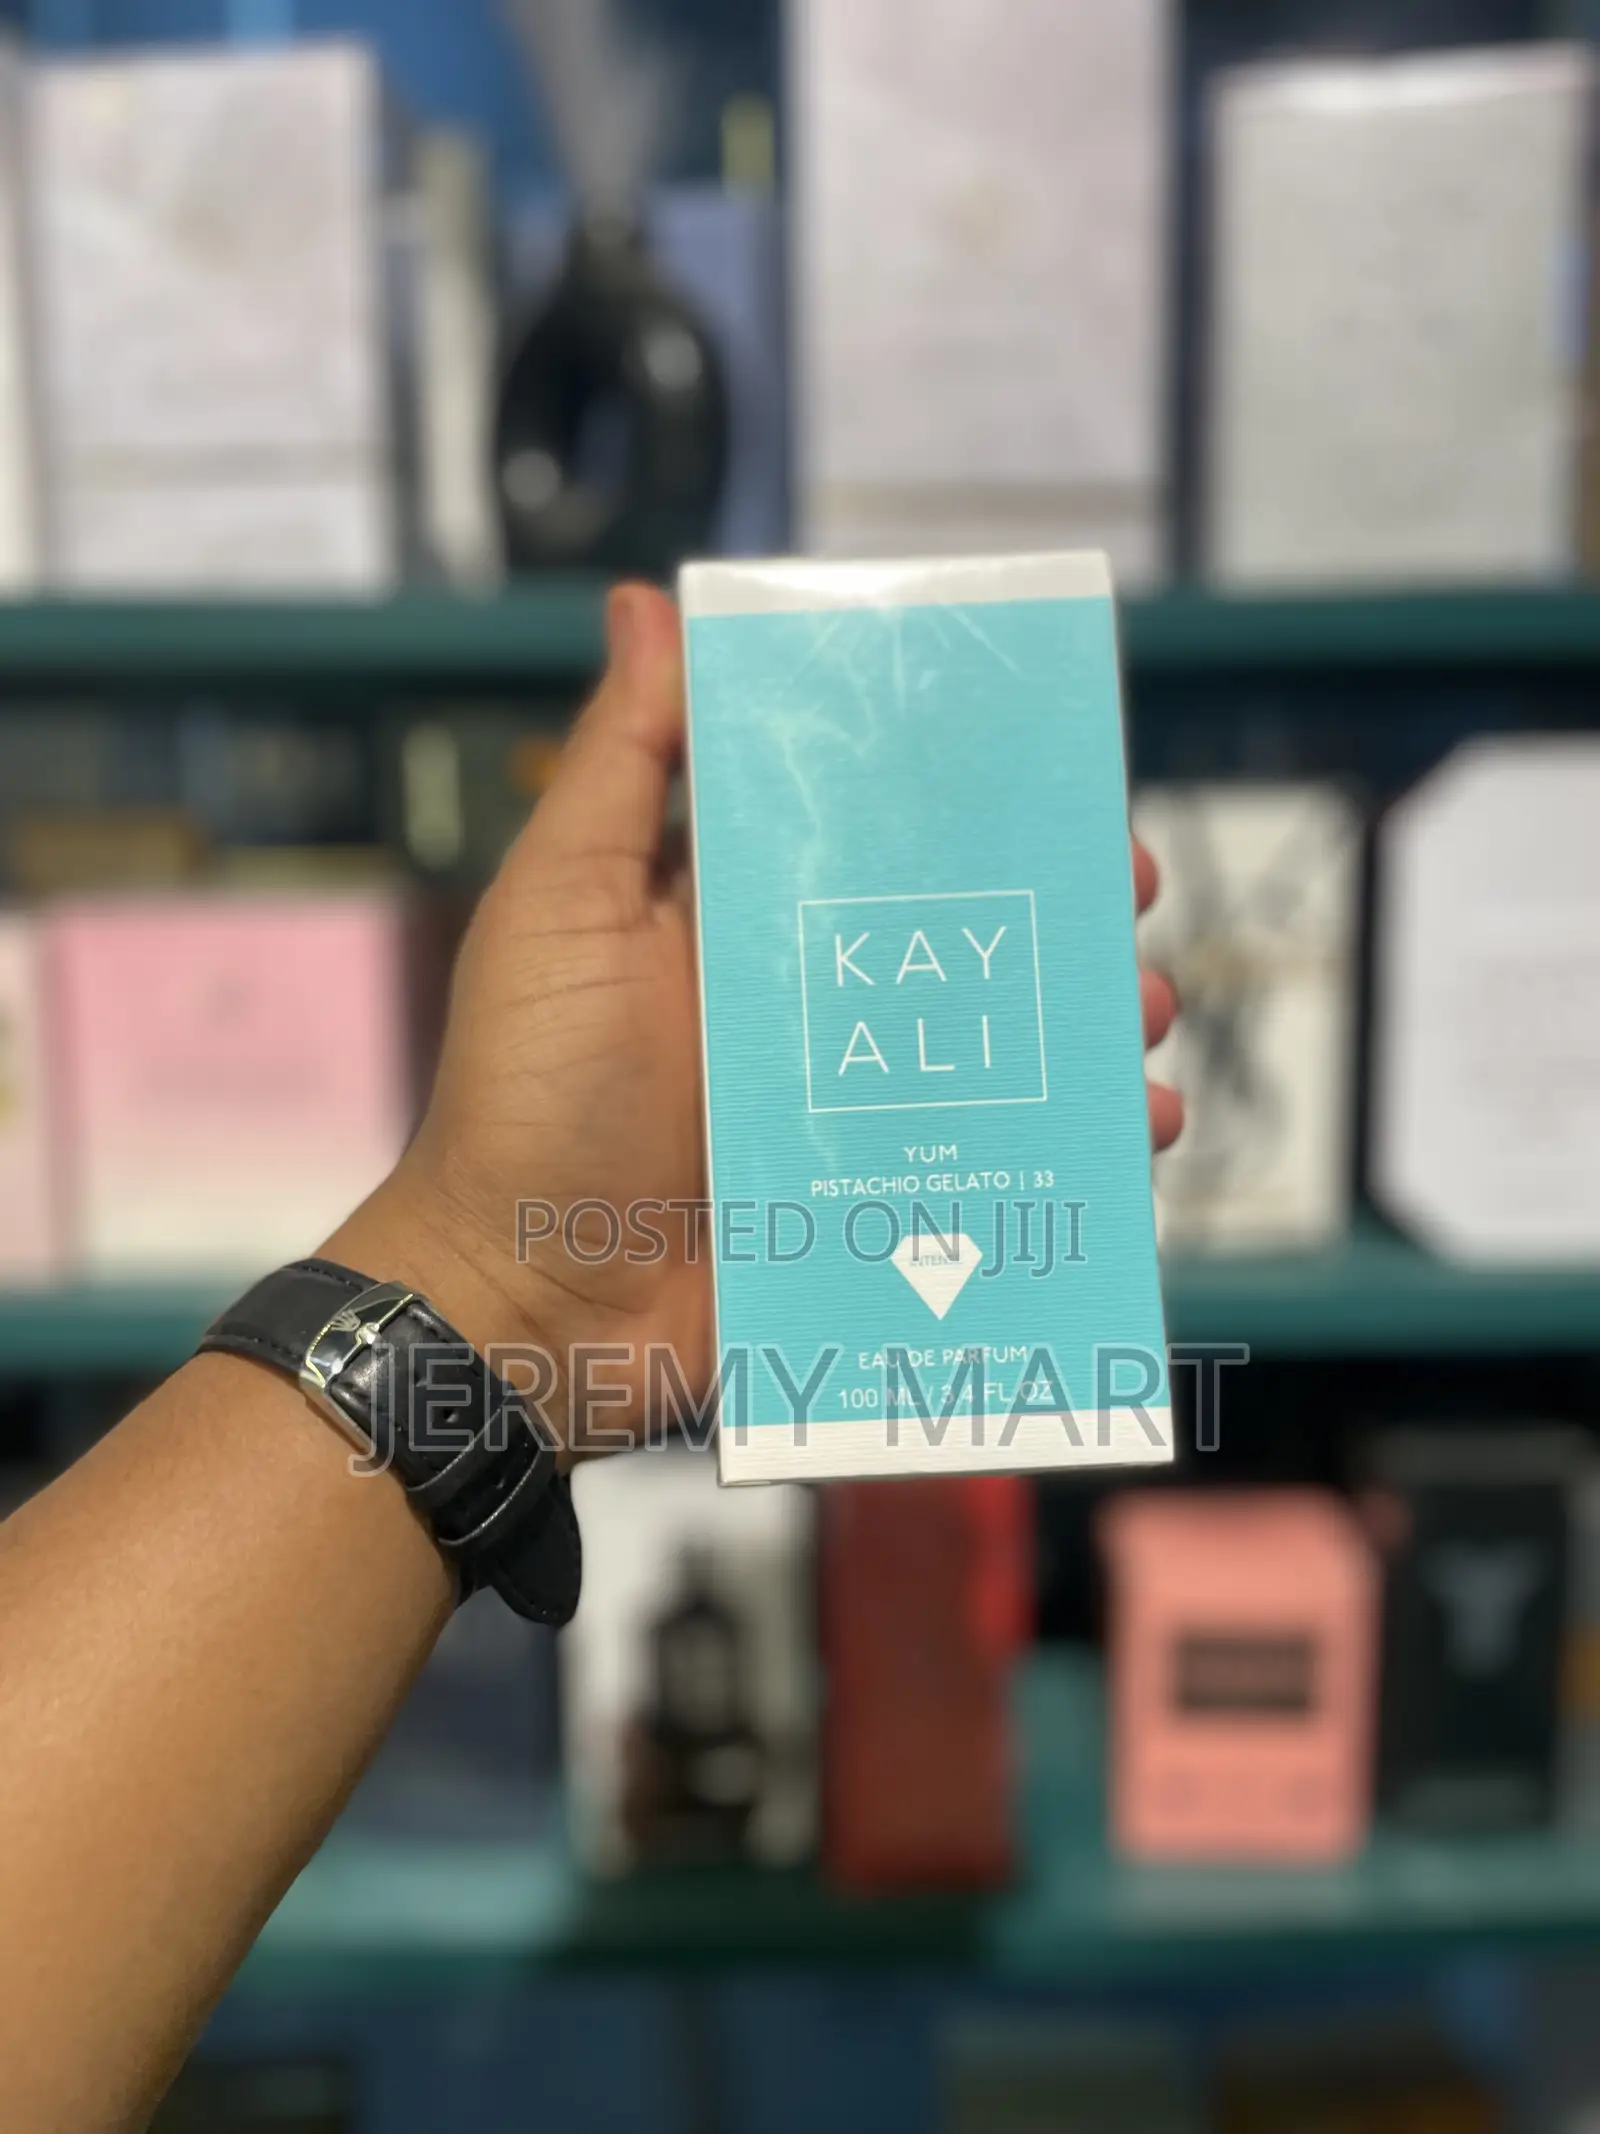 KAY
ALI
YUM
PISTACHIO GELATO | 33
POSTED ON JIJI
INTENSE
JEREMY MART
EAU DE PARFUM
100 ML / 3.4 FL OZ